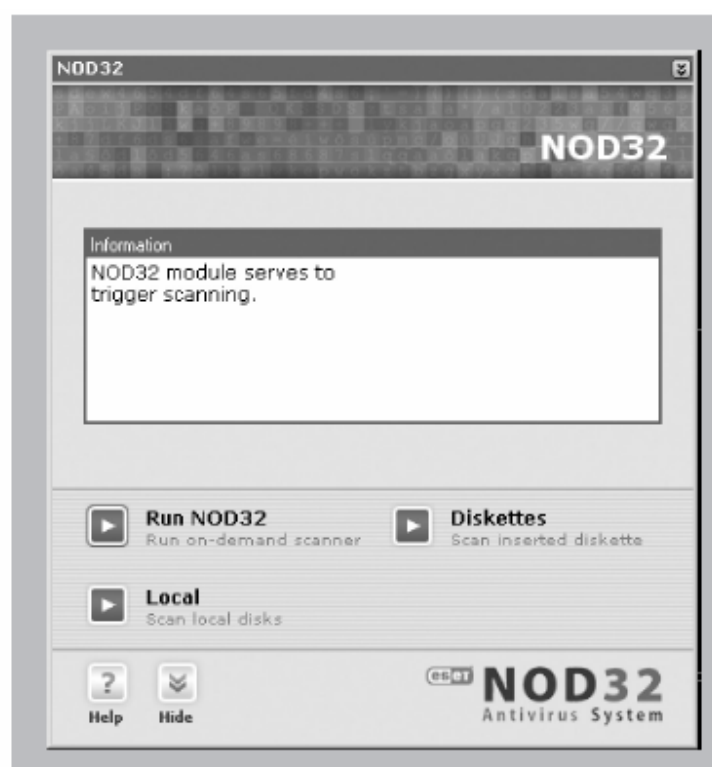 NOD32
NOD32
Information
NOD32 module serves to
trigger scanning.
Run NOD32
Run on-demand scanner
Diskettes
Scan inserted diskette
Local
Scan local disks
? 
Help
Hide
eset NOD32
Antivirus System